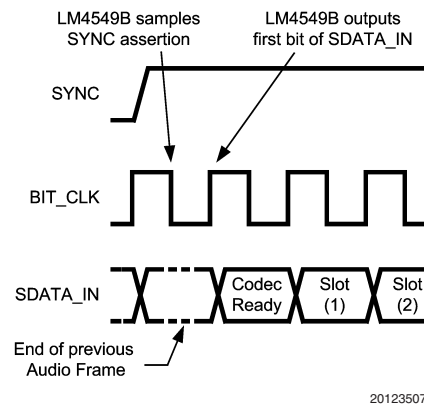 LM4549B samples
SYNC assertion
LM4549B outputs
first bit of SDATA_IN
SYNC
BIT_CLK
SDATA_IN
Codec
Ready
Slot
(1)
Slot
(2)
End of previous
Audio Frame
20123507